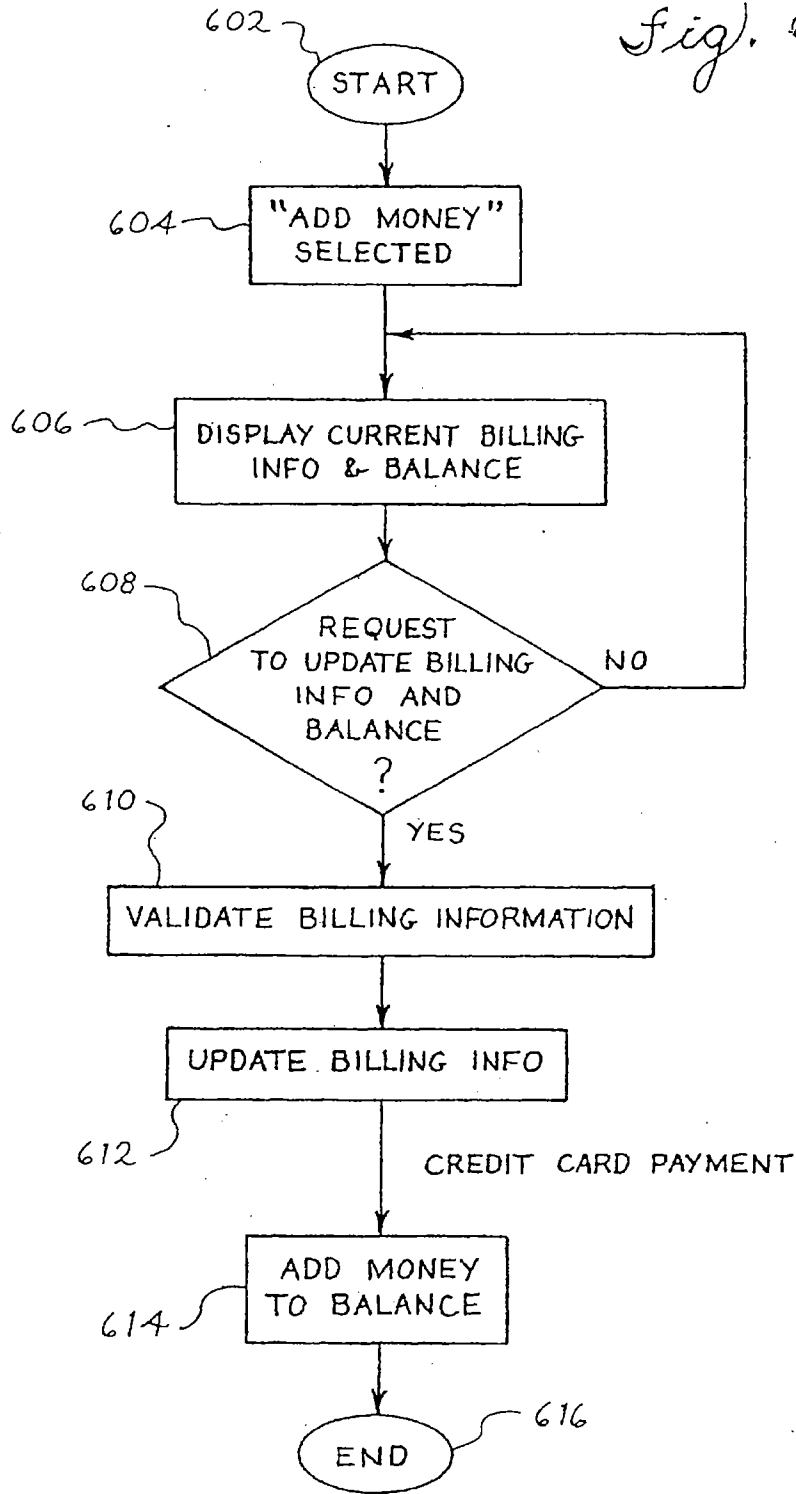 602
Fig.
START
604
"ADD MONEY"
SELECTED
606
DISPLAY CURRENT BILLING
INFO & BALANCE
608
REQUEST
TO UPDATE BILLING
INFO AND
BALANCE
?
NO
610
YES
VALIDATE BILLING INFORMATION
UPDATE BILLING INFO
612
CREDIT CARD PAYMENT
ADD MONEY
TO BALANCE
614
616
END